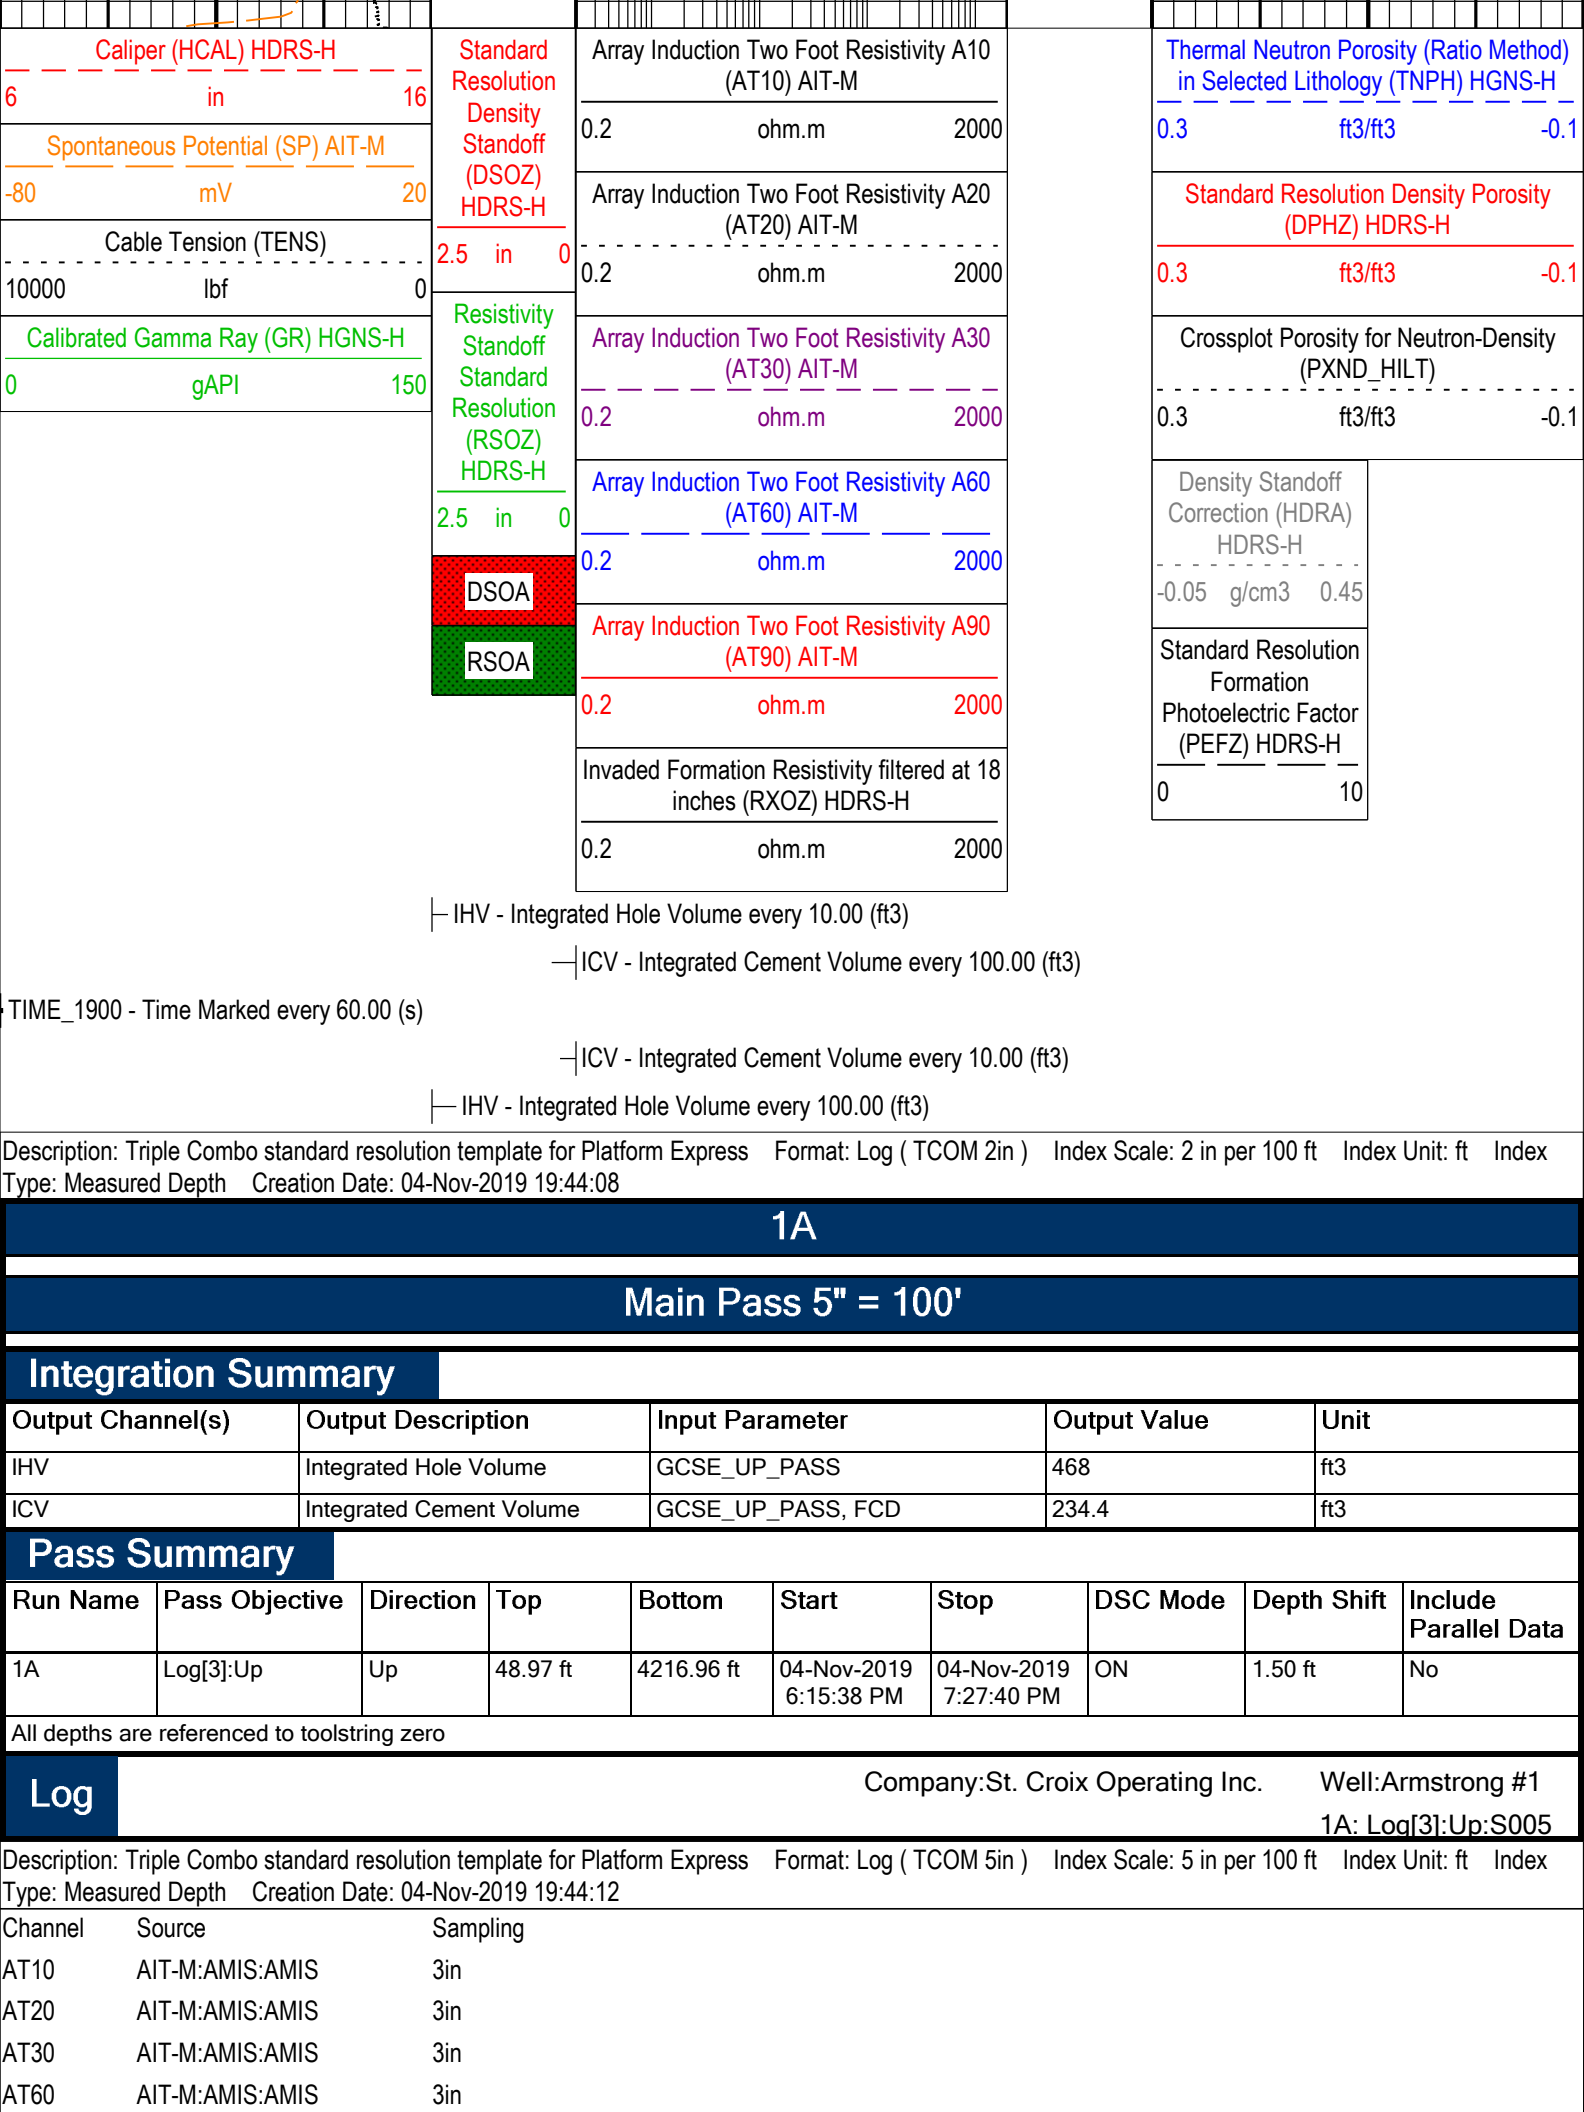 Caliper (HCAL) HDRS-H
6 in 16
Spontaneous Potential (SP) AIT-M
-80 mV 20
Cable Tension (TENS)
10000 lbf 0
Calibrated Gamma Ray (GR) HGNS-H
0 gAPI 150
Standard
Resolution
Density
Standoff
(DSOZ)
HDRS-H
2.5 in 0
Resistivity
Standoff
Standard
Resolution
(RSOZ)
HDRS-H
2.5 in 0
DSOA
RSOA
Array Induction Two Foot Resistivity A10
(AT10) AIT-M
0.2 ohm.m 2000
Array Induction Two Foot Resistivity A20
(AT20) AIT-M
0.2 ohm.m 2000
Array Induction Two Foot Resistivity A30
(AT30) AIT-M
0.2 ohm.m 2000
Array Induction Two Foot Resistivity A60
(AT60) AIT-M
0.2 ohm.m 2000
Array Induction Two Foot Resistivity A90
(AT90) AIT-M
0.2 ohm.m 2000
Invaded Formation Resistivity filtered at 18
inches (RXOZ) HDRS-H
0.2 ohm.m 2000
Thermal Neutron Porosity (Ratio Method)
in Selected Lithology (TNPH) HGNS-H
0.3 ft3/ft3 -0.1
Standard Resolution Density Porosity
(DPHZ) HDRS-H
0.3 ft3/ft3 -0.1
Crossplot Porosity for Neutron-Density
(PXND_HILT)
0.3 ft3/ft3 -0.1
Density Standoff
Correction (HDRA)
HDRS-H
-0.05 g/cm3 0.45
Standard Resolution
Formation
Photoelectric Factor
(PEFZ) HDRS-H
0 10
IHV - Integrated Hole Volume every 10.00 (ft3)
ICV - Integrated Cement Volume every 100.00 (ft3)
TIME_1900 - Time Marked every 60.00 (s)
ICV - Integrated Cement Volume every 10.00 (ft3)
IHV - Integrated Hole Volume every 100.00 (ft3)
Description: Triple Combo standard resolution template for Platform Express Format: Log ( TCOM 2in ) Index Scale: 2 in per 100 ft Index Unit: ft Index
Type: Measured Depth Creation Date: 04-Nov-2019 19:44:08
1A
Main Pass 5" = 100'
Integration Summary
Output Channel(s) Output Description Input Parameter Output Value Unit
IHV Integrated Hole Volume GCSE_UP_PASS 468 ft3
ICV Integrated Cement Volume GCSE_UP_PASS, FCD 234.4 ft3
Pass Summary
Run Name Pass Objective Direction Top Bottom Start Stop DSC Mode Depth Shift Include
Parallel Data
1A Log[3]:Up Up 48.97 ft 4216.96 ft 04-Nov-2019 04-Nov-2019 ON 1.50 ft No
6:15:38 PM 7:27:40 PM
All depths are referenced to toolstring zero
Log
Company:St. Croix Operating Inc. Well:Armstrong #1
1A: Log[3]:Up:S005
Description: Triple Combo standard resolution template for Platform Express Format: Log ( TCOM 5in ) Index Scale: 5 in per 100 ft Index Unit: ft Index
Type: Measured Depth Creation Date: 04-Nov-2019 19:44:12
Channel Source Sampling
AT10 AIT-M:AMIS:AMIS 3in
AT20 AIT-M:AMIS:AMIS 3in
AT30 AIT-M:AMIS:AMIS 3in
AT60 AIT-M:AMIS:AMIS 3in